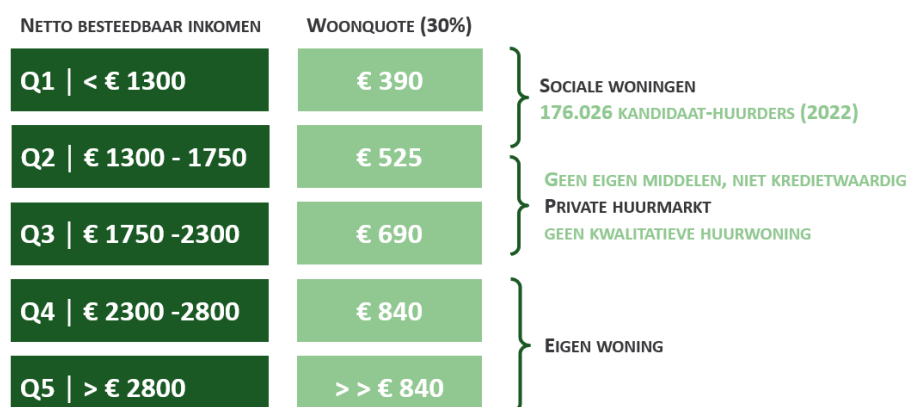 Netto besteedbaar inkomen
Woonquote (30%)
Q1 | < € 1300
€ 390
Q2 | € 1300 - 1750
€ 525
Q3 | € 1750 -2300
€ 690
Q4 | € 2300 -2800
€ 840
Q5 | > € 2800
> > € 840
Sociale woningen
176.026 kandidaat-huurders (2022)
Geen eigen middelen, niet kredietwaardig
Private huurmarkt
geen kwalitatieve huurwoning
Eigen woning